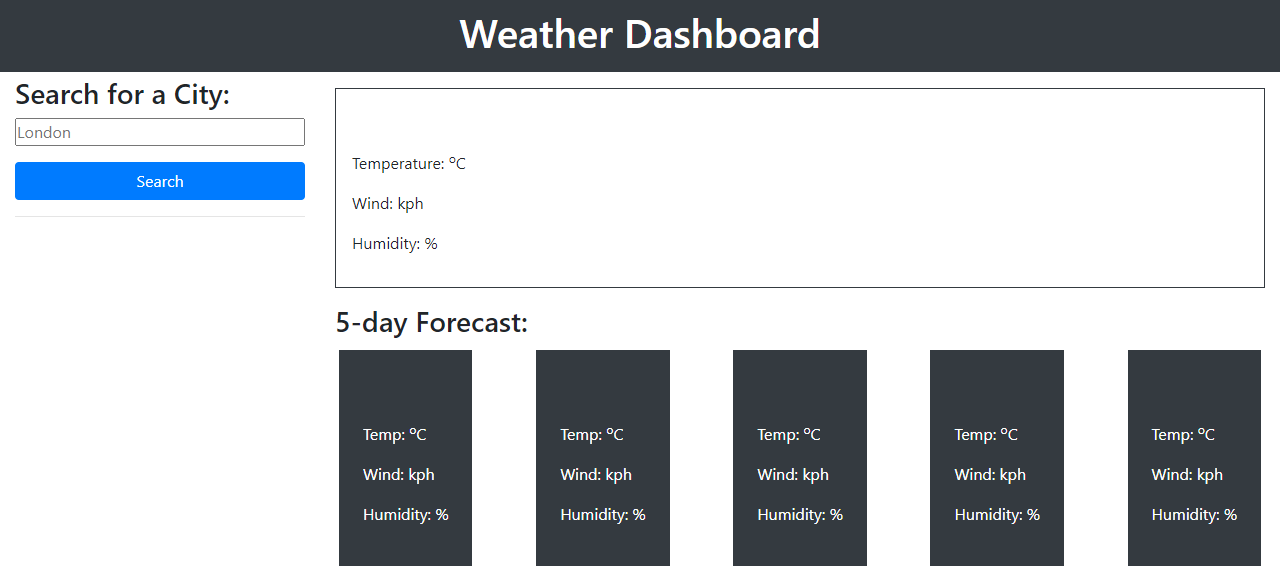 Weather Dashboard
Search for a City:
London
Search
Temperature: ºC
Wind: kph
Humidity: %
5-day Forecast:
Temp: ºC
Wind: kph
Humidity: %
Temp: ºC
Wind: kph
Humidity: %
Temp: ºC
Wind: kph
Humidity: %
Temp: ºC
Wind: kph
Humidity: %
Temp: ºC
Wind: kph
Humidity: %